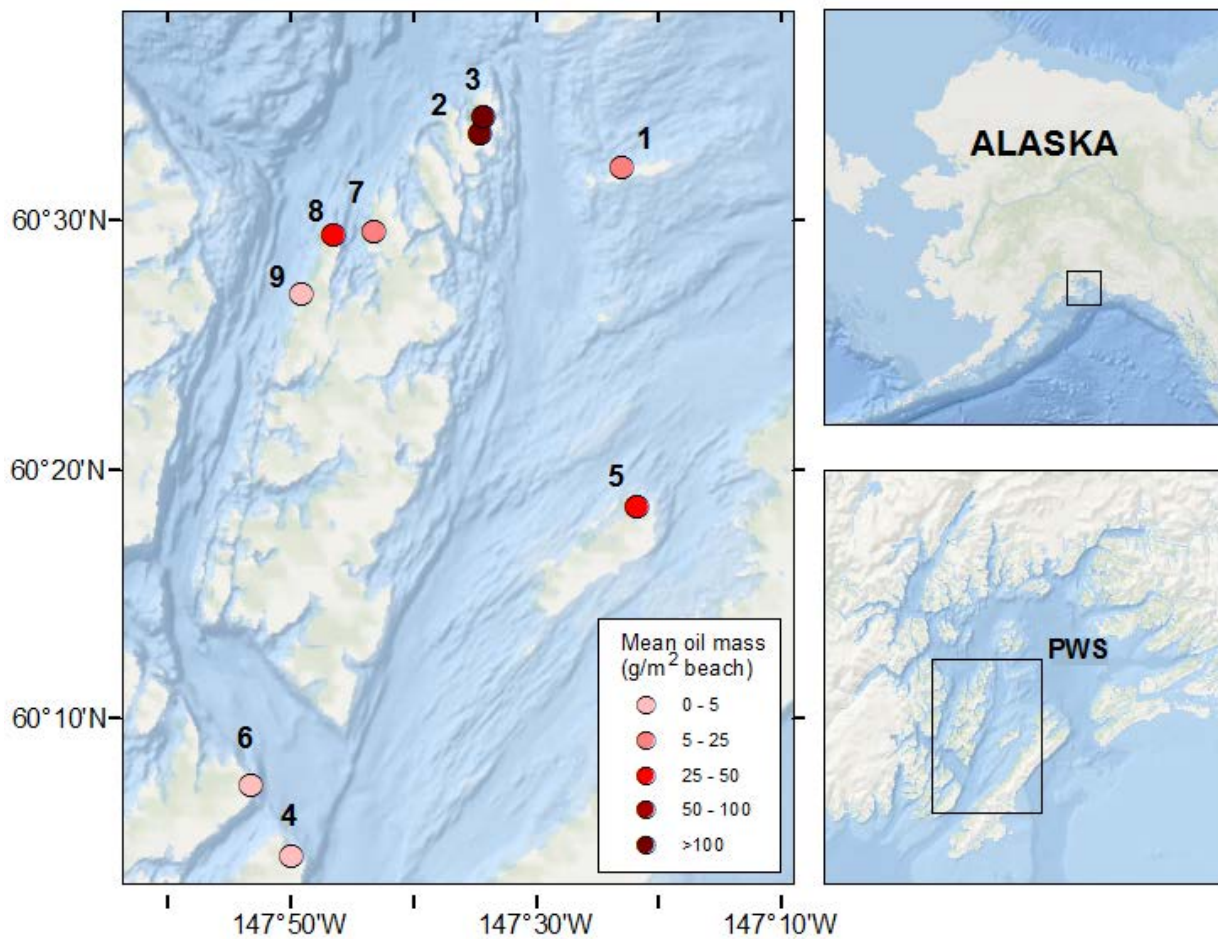 3
2
1
7
8
9
5
6
4
60°30'N
60°20'N
60°10'N
147°50'W
147°30'W
147°10'W
Mean oil mass
(g/m² beach)
0 - 5
5 - 25
25 - 50
50 - 100
>100
ALASKA
PWS